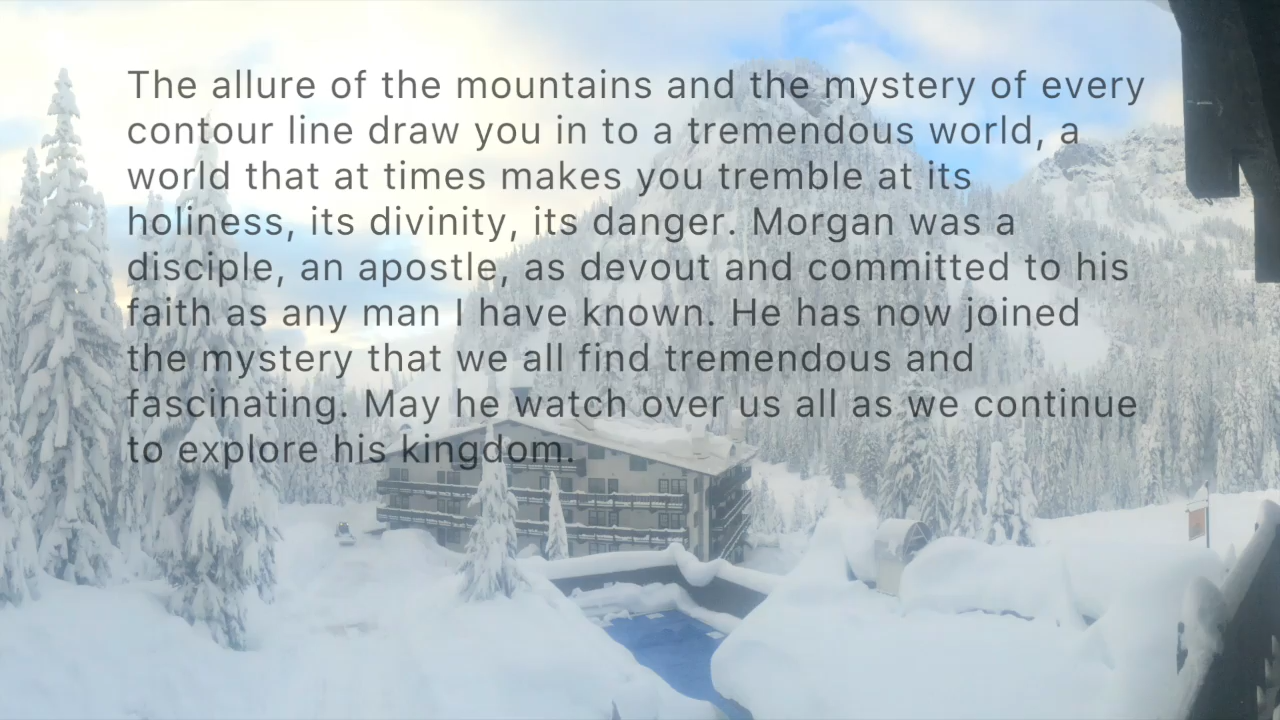 The allure of the mountains and the mystery of every
contour line draw you in to a tremendous world, a
world that at times makes you tremble at its
holiness, its divinity, its danger. Morgan was a
disciple, an apostle, as devout and committed to his
faith as any man I have known. He has now joined
the mystery that we all find tremendous and
fascinating. May he watch over us all as we continue
to explore his kingdom.